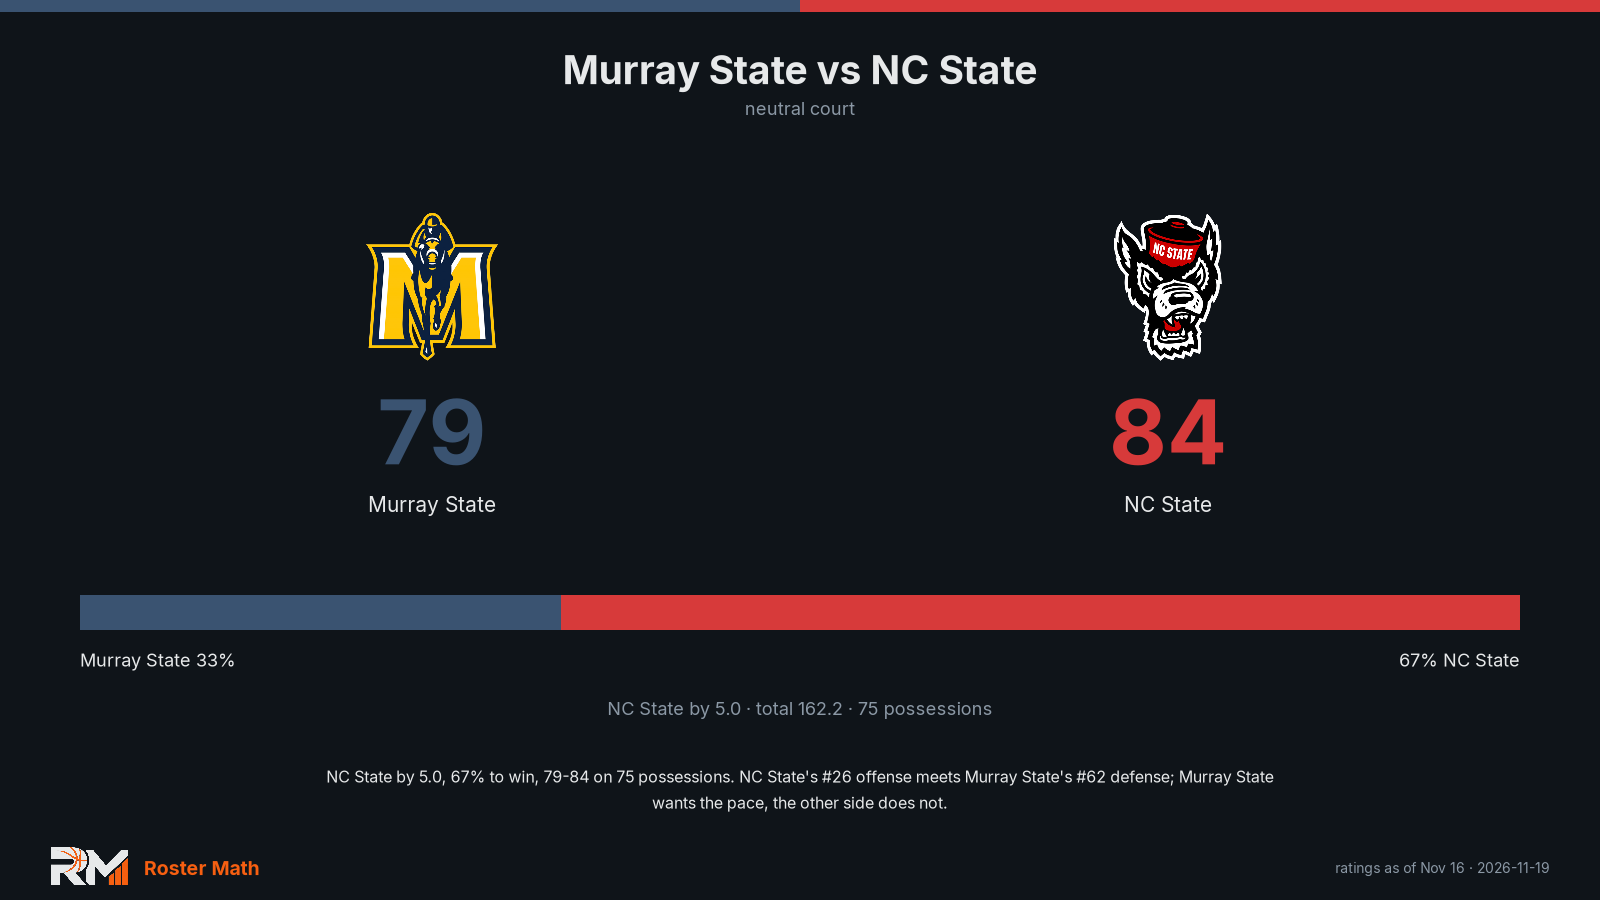 Murray State vs NC State
neutral court
NC STATE
79
84
Murray State
NC State
Murray State 33%
67% NC State
NC State by 5.0 · total 162.2 · 75 possessions
NC State by 5.0, 67% to win, 79-84 on 75 possessions. NC State's #26 offense meets Murray State's #62 defense; Murray State
wants the pace, the other side does not.
RM
Roster Math
ratings as of Nov 16 · 2026-11-19